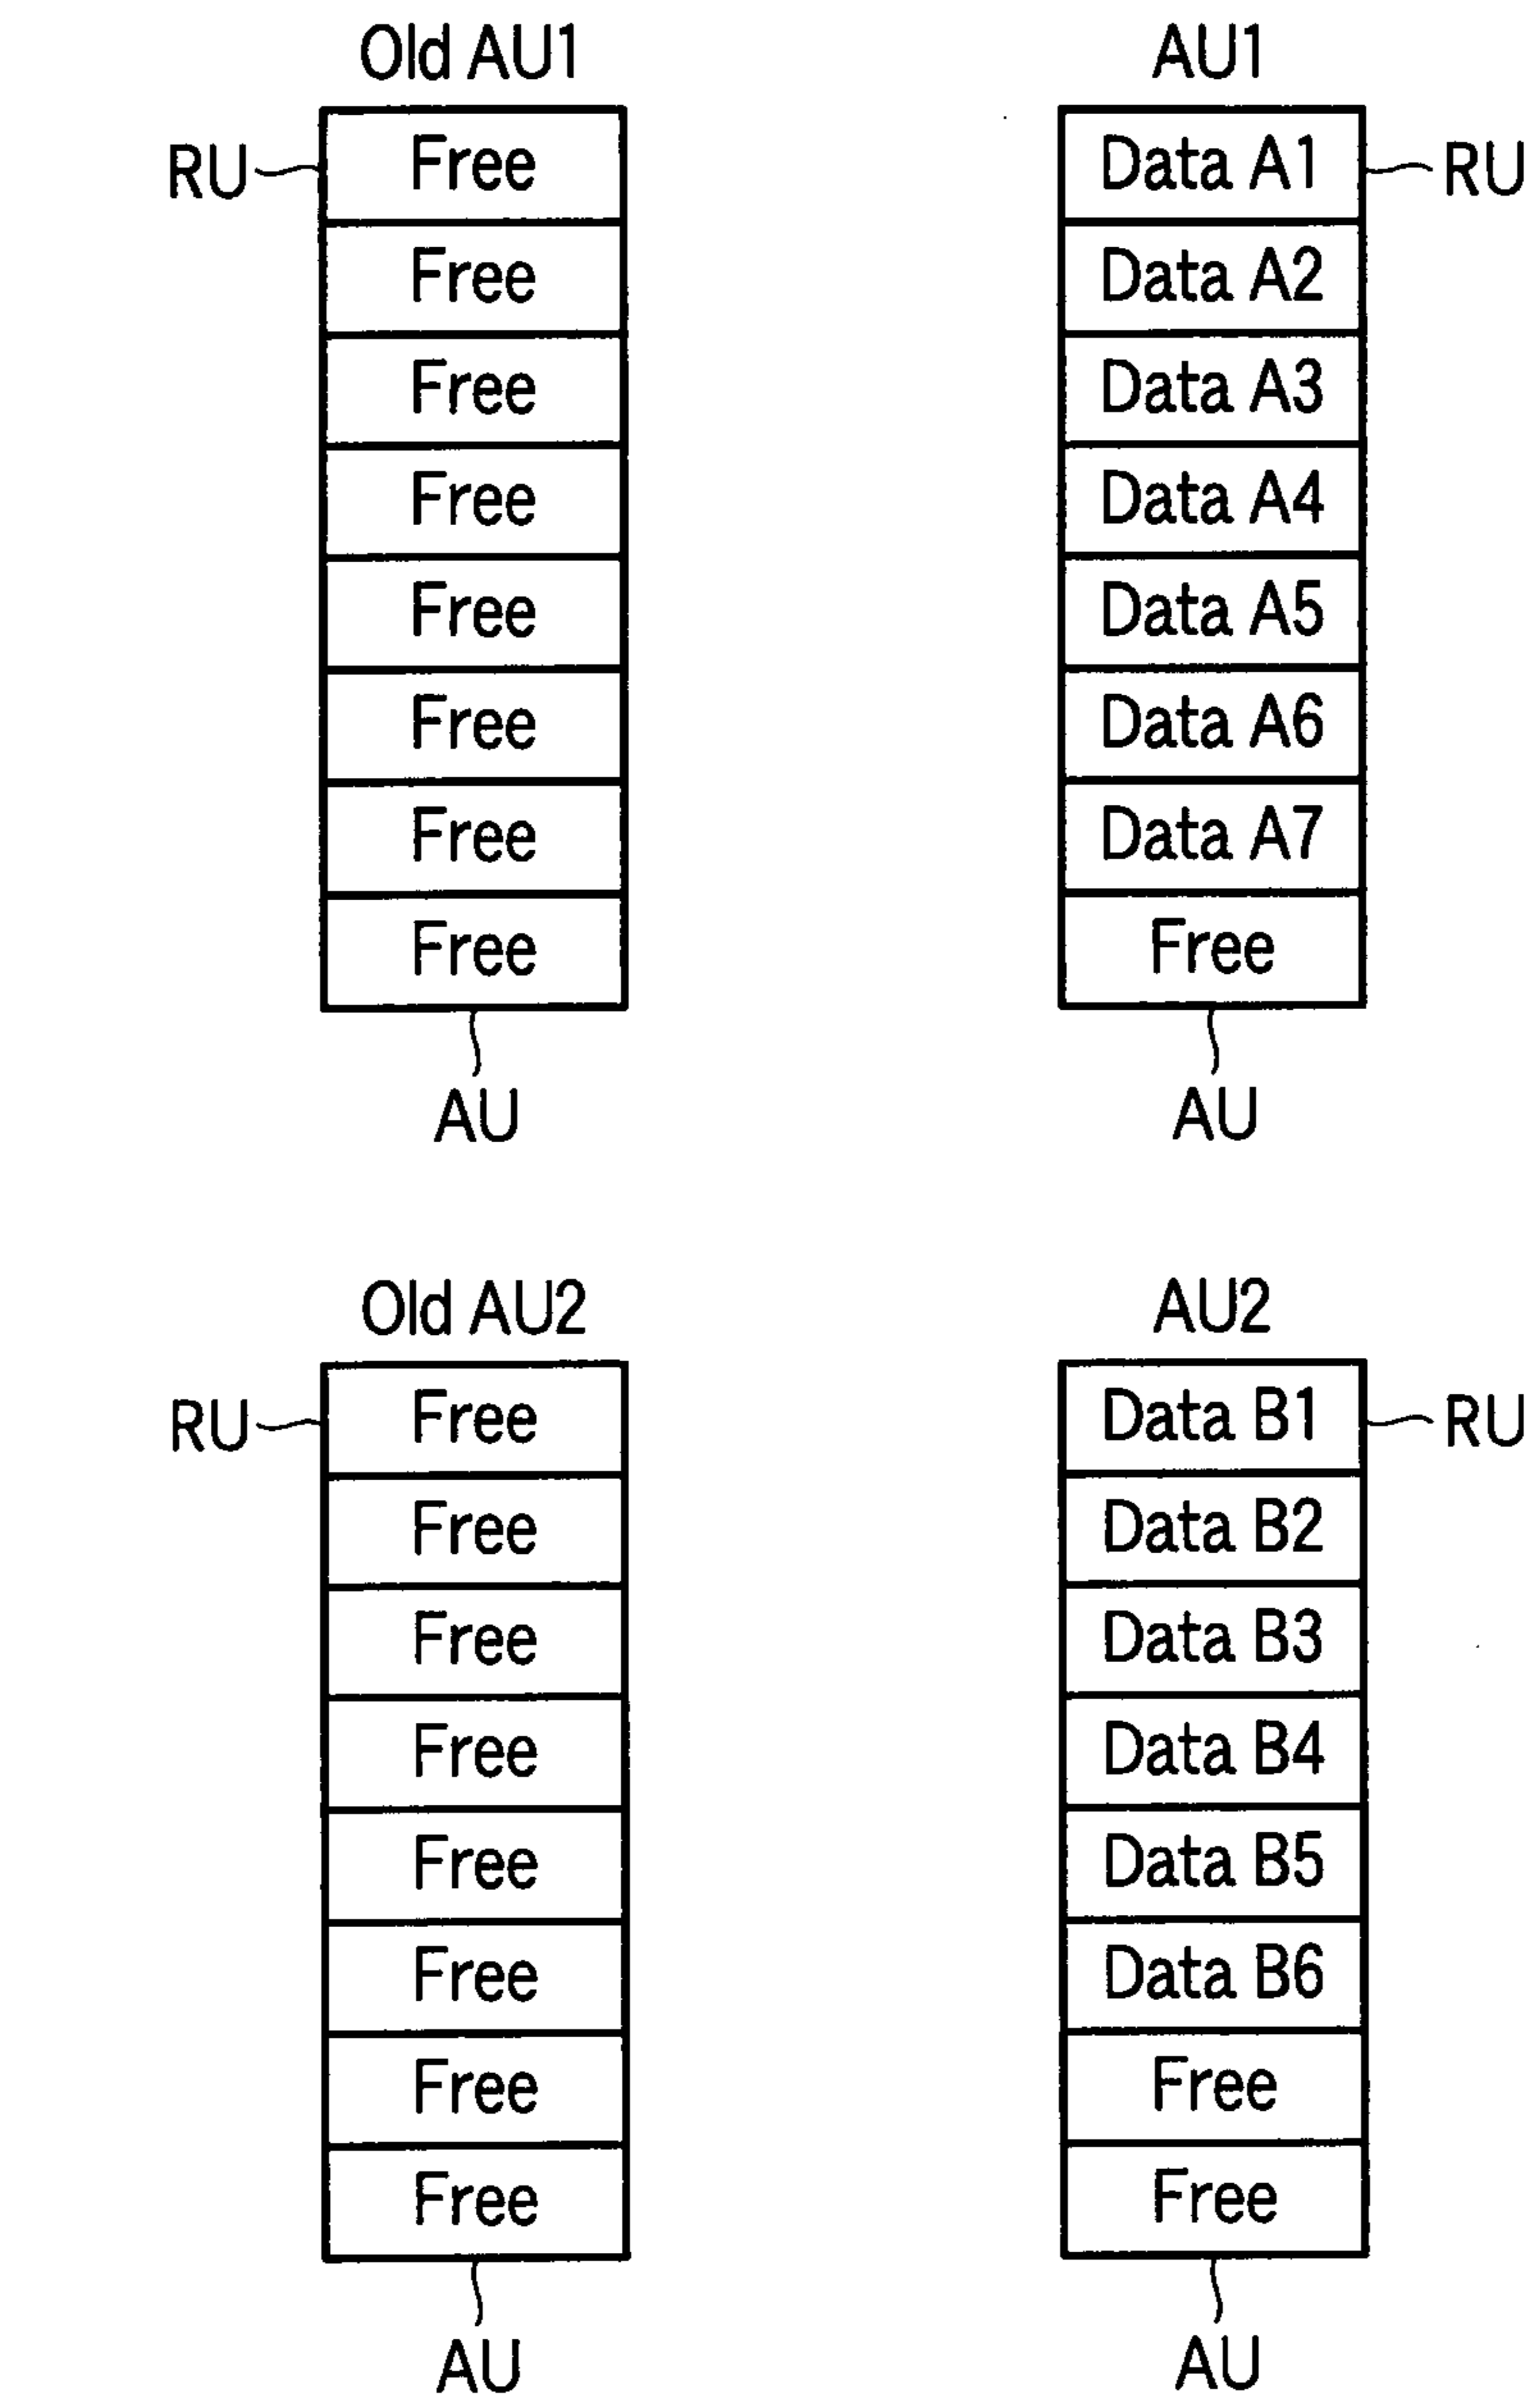 Old AU1
RU
Free
Free
Free
Free
Free
Free
Free
Free
AU
AU1
Data A1
RU
Data A2
Data A3
Data A4
Data A5
Data A6
Data A7
Free
AU
Old AU2
RU
Free
Free
Free
Free
Free
Free
Free
Free
AU
AU2
Data B1
RU
Data B2
Data B3
Data B4
Data B5
Data B6
Free
Free
AU